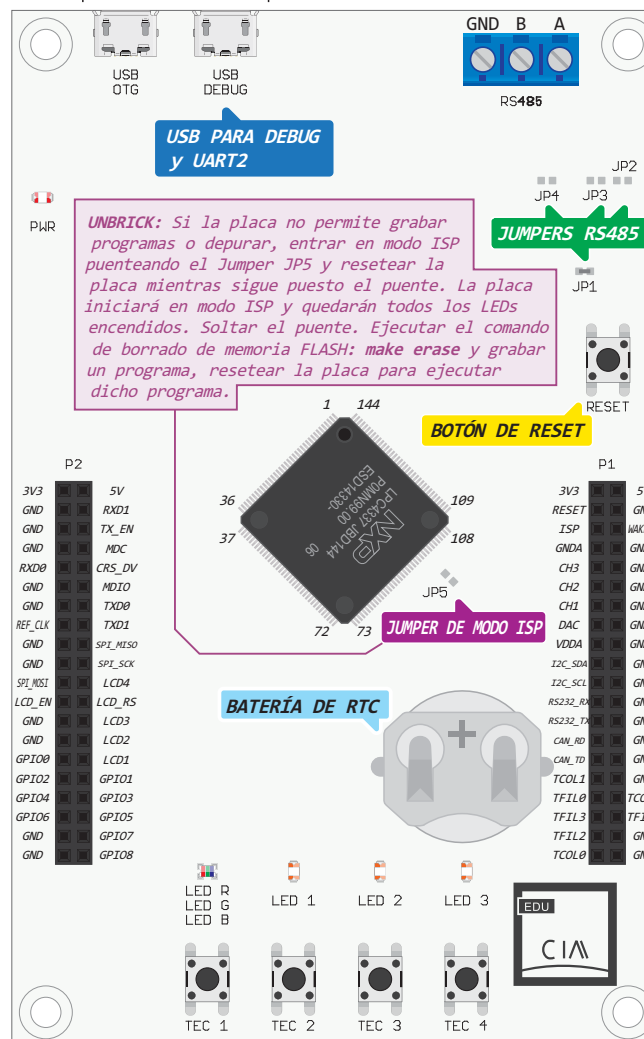 GND B A
USB OTG
USB DEBUG
RS485
USB PARA DEBUG
y UART2
JP2
JP4 JP3
PWR
JUMPERS RS485
JP1
UNBRICK: Si la placa no permite grabar
programas o depurar, entrar en modo ISP
puenteando el Jumper JP5 y resetear la
placa mientras sigue puesto el puente. La placa
iniciará en modo ISP y quedarán todos los LEDs
encendidos. Soltar el puente. Ejecutar el comando
de borrado de memoria FLASH: make erase y grabar
un programa, resetear la placa para ejecutar
dicho programa.
RESET
BOTÓN DE RESET
1 144
36 109
37 108
72 73
NXP
LPC4337 JBD144
P0MN99.00 06
ESD14330-
JP5
JUMPER DE MODO ISP
BATERÍA DE RTC
+
P2
3V3 5V
GND RXD1
GND TX_EN
GND MDC
RXD0 CRS_DV
GND MDIO
GND TXD0
REF_CLK TXD1
GND SPI_MISO
GND SPI_SCK
SPI_MOSI LCD4
LCD_EN LCD_RS
GND LCD3
GND LCD2
GPIO0 LCD1
GPIO2 GPIO1
GPIO4 GPIO3
GPIO6 GPIO5
GND GPIO7
GND GPIO8
P1
3V3
RESET
ISP
GNDA
CH3
CH2
CH1
DAC
VDDA
I2C_SDA
I2C_SCL
RS232_RX
RS232_TX
CAN_RD
CAN_TD
TCOL1
TFIL0
TFIL3
TFIL2
TCOL0
LED R
LED G
LED B
LED 1
LED 2
LED 3
EDU
CIAA
TEC 1
TEC 2
TEC 3
TEC 4